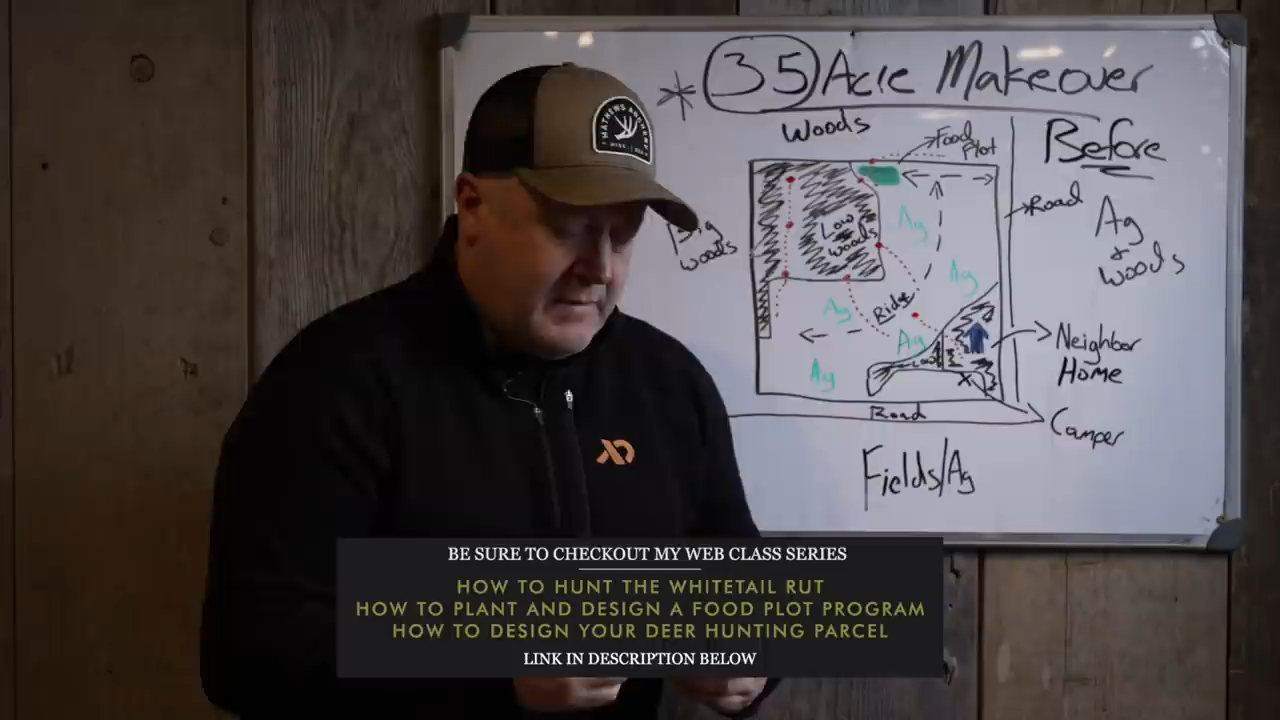 * 35 Acre Makeover
Woods
Food
Plot
Before
Road
Ag
+
Woods
Big
Woods
Low
Woods
Ag
Ag
Ag
Ridge
Ag
Ag
Low
X
Neighbor
Home
Camper
Road
Fields/Ag
MATHEWS ARCHERY
BE SURE TO CHECKOUT MY WEB CLASS SERIES
HOW TO HUNT THE WHITETAIL RUT
HOW TO PLANT AND DESIGN A FOOD PLOT PROGRAM
HOW TO DESIGN YOUR DEER HUNTING PARCEL
LINK IN DESCRIPTION BELOW